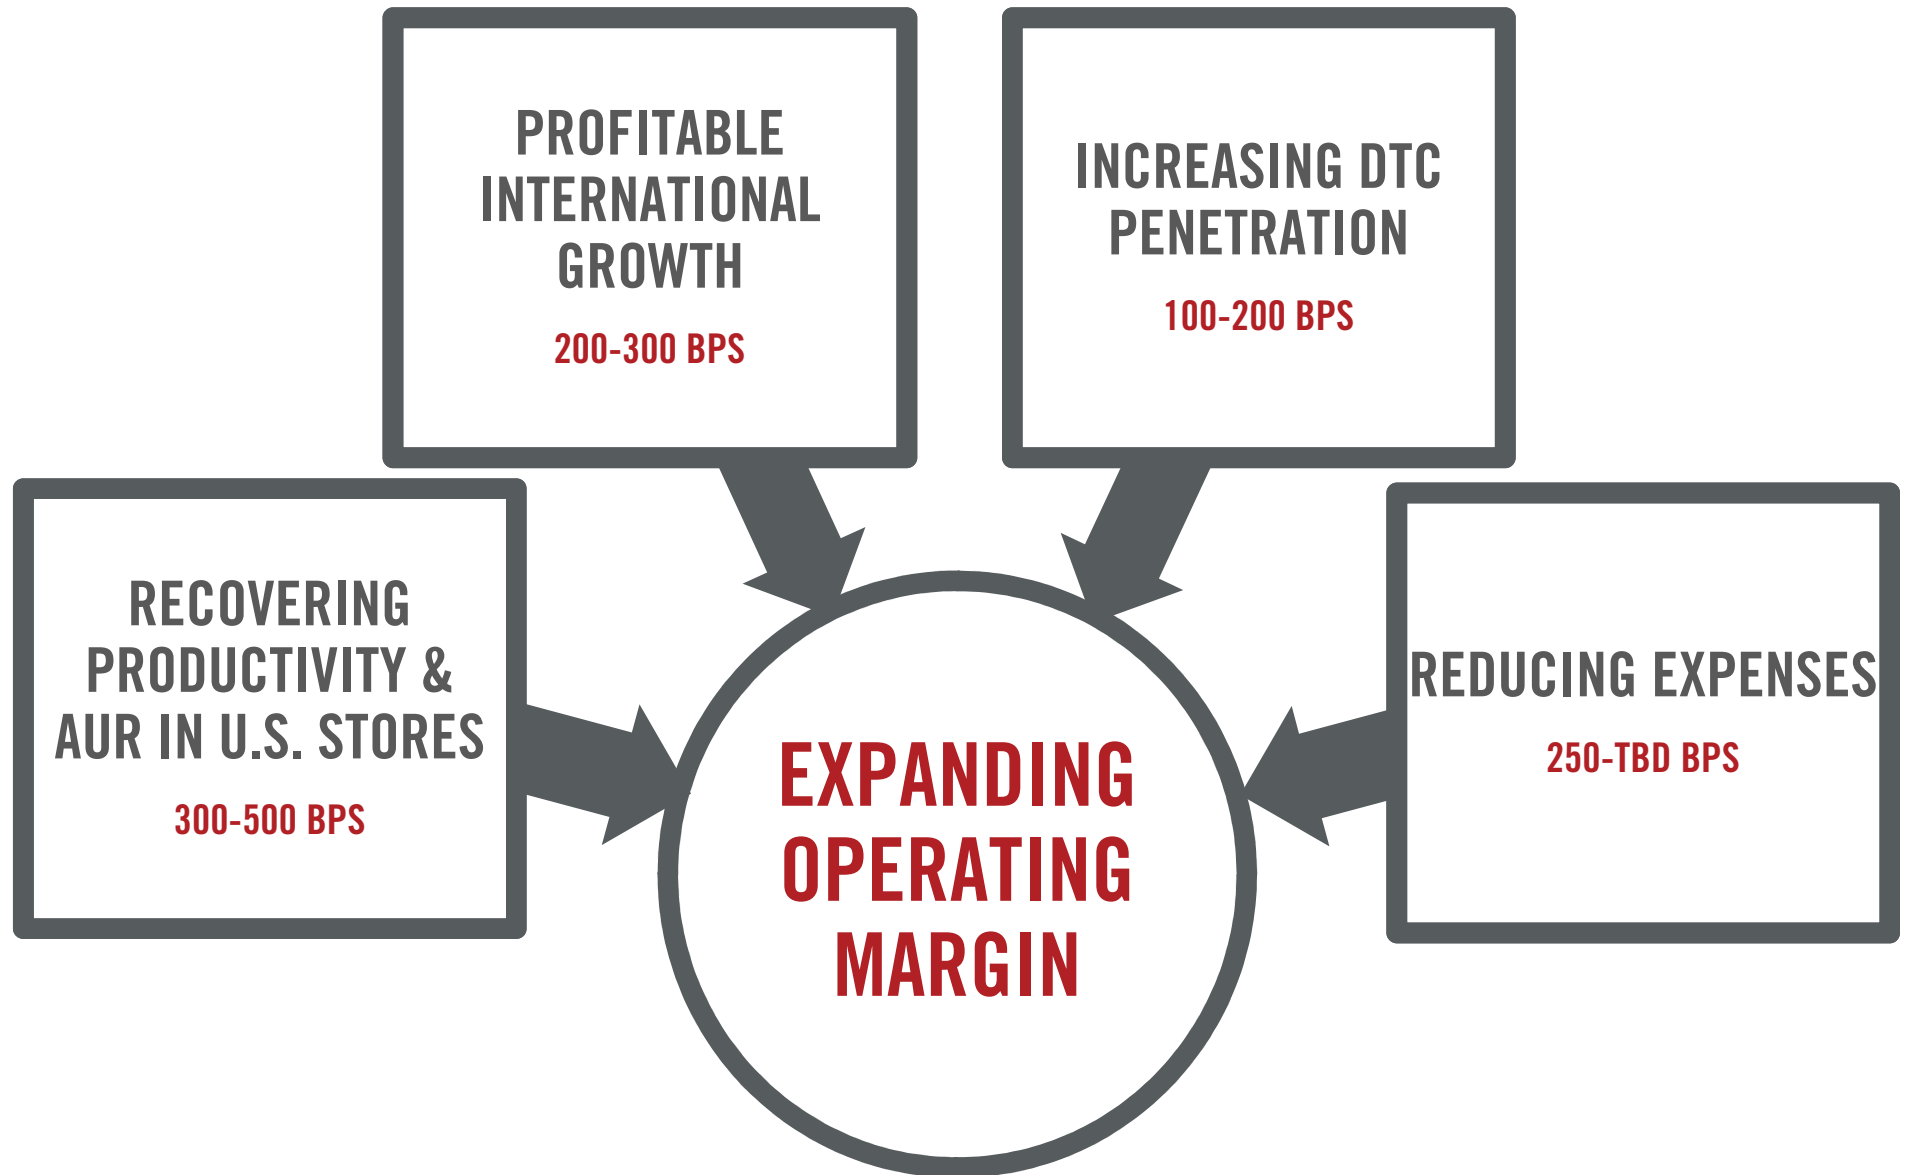 PROFITABLE
INTERNATIONAL
GROWTH
200-300 BPS
INCREASING DTC
PENETRATION
100-200 BPS
RECOVERING
PRODUCTIVITY &
AUR IN U.S. STORES
300-500 BPS
REDUCING EXPENSES
250-TBD BPS
EXPANDING
OPERATING
MARGIN